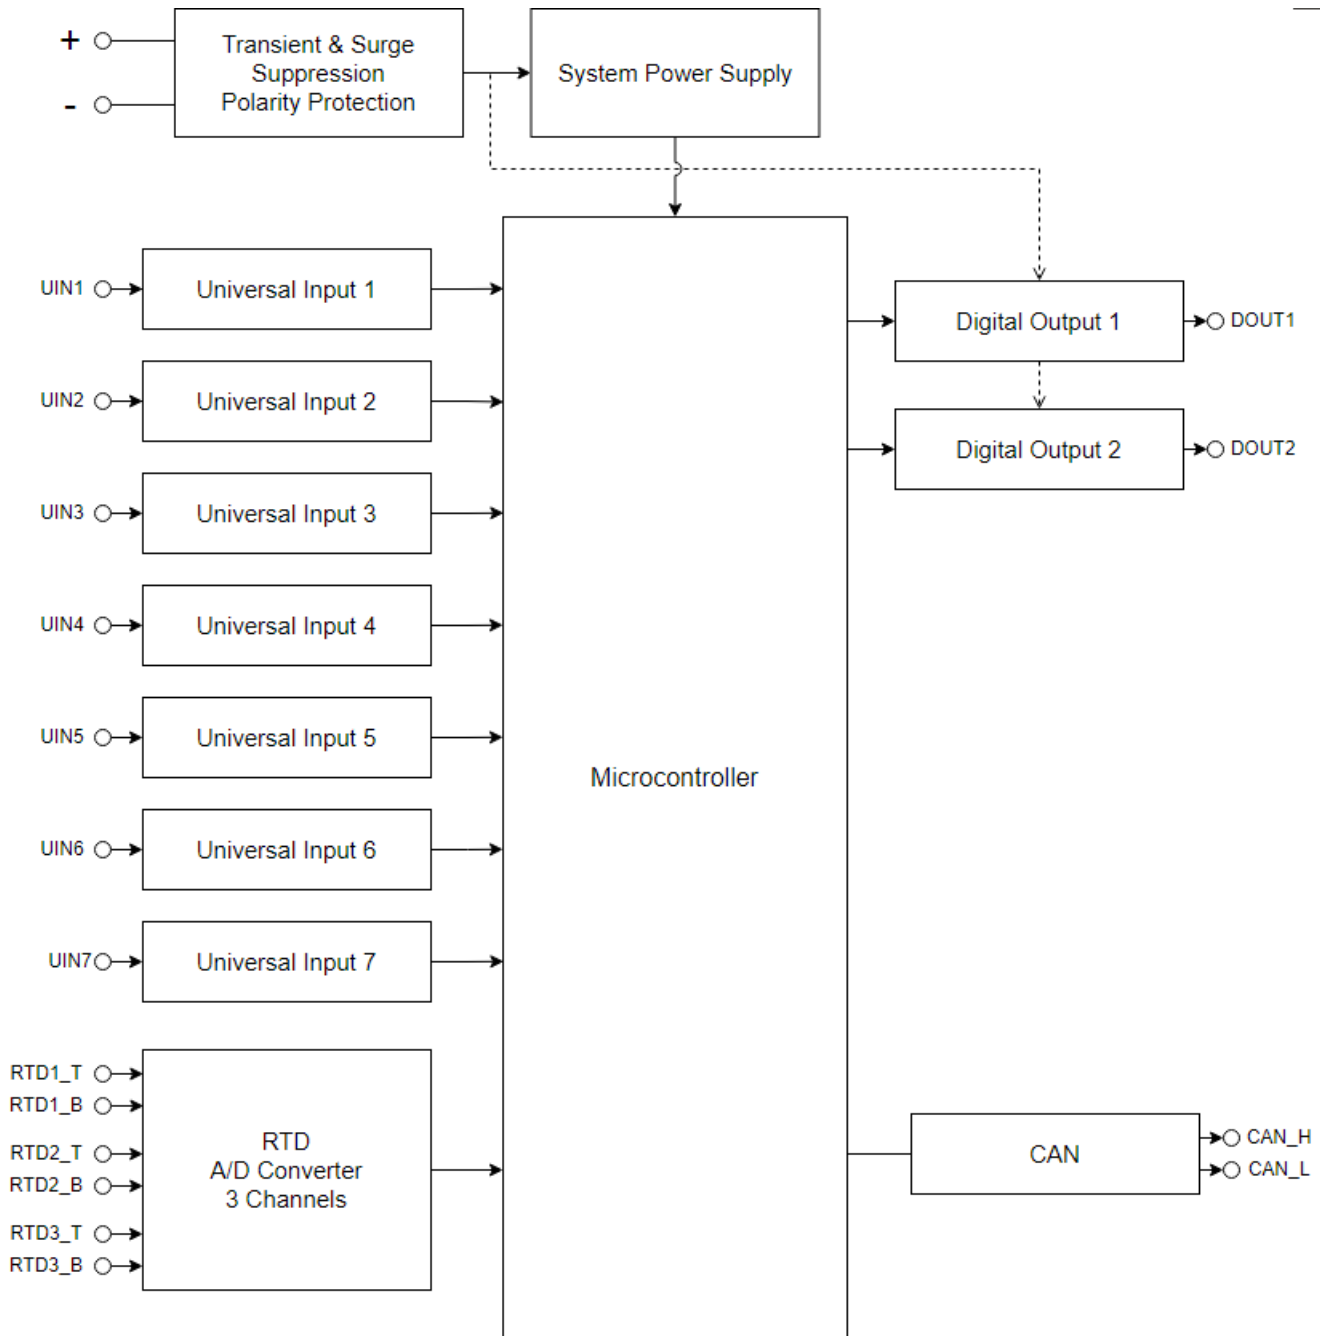 +
-
Transient & Surge
Suppression
Polarity Protection
System Power Supply
UIN1
Universal Input 1
UIN2
Universal Input 2
UIN3
Universal Input 3
UIN4
Universal Input 4
UIN5
Universal Input 5
UIN6
Universal Input 6
UIN7
Universal Input 7
RTD1_T
RTD1_B
RTD2_T
RTD2_B
RTD3_T
RTD3_B
RTD
A/D Converter
3 Channels
Microcontroller
Digital Output 1
DOUT1
Digital Output 2
DOUT2
CAN
CAN_H
CAN_L